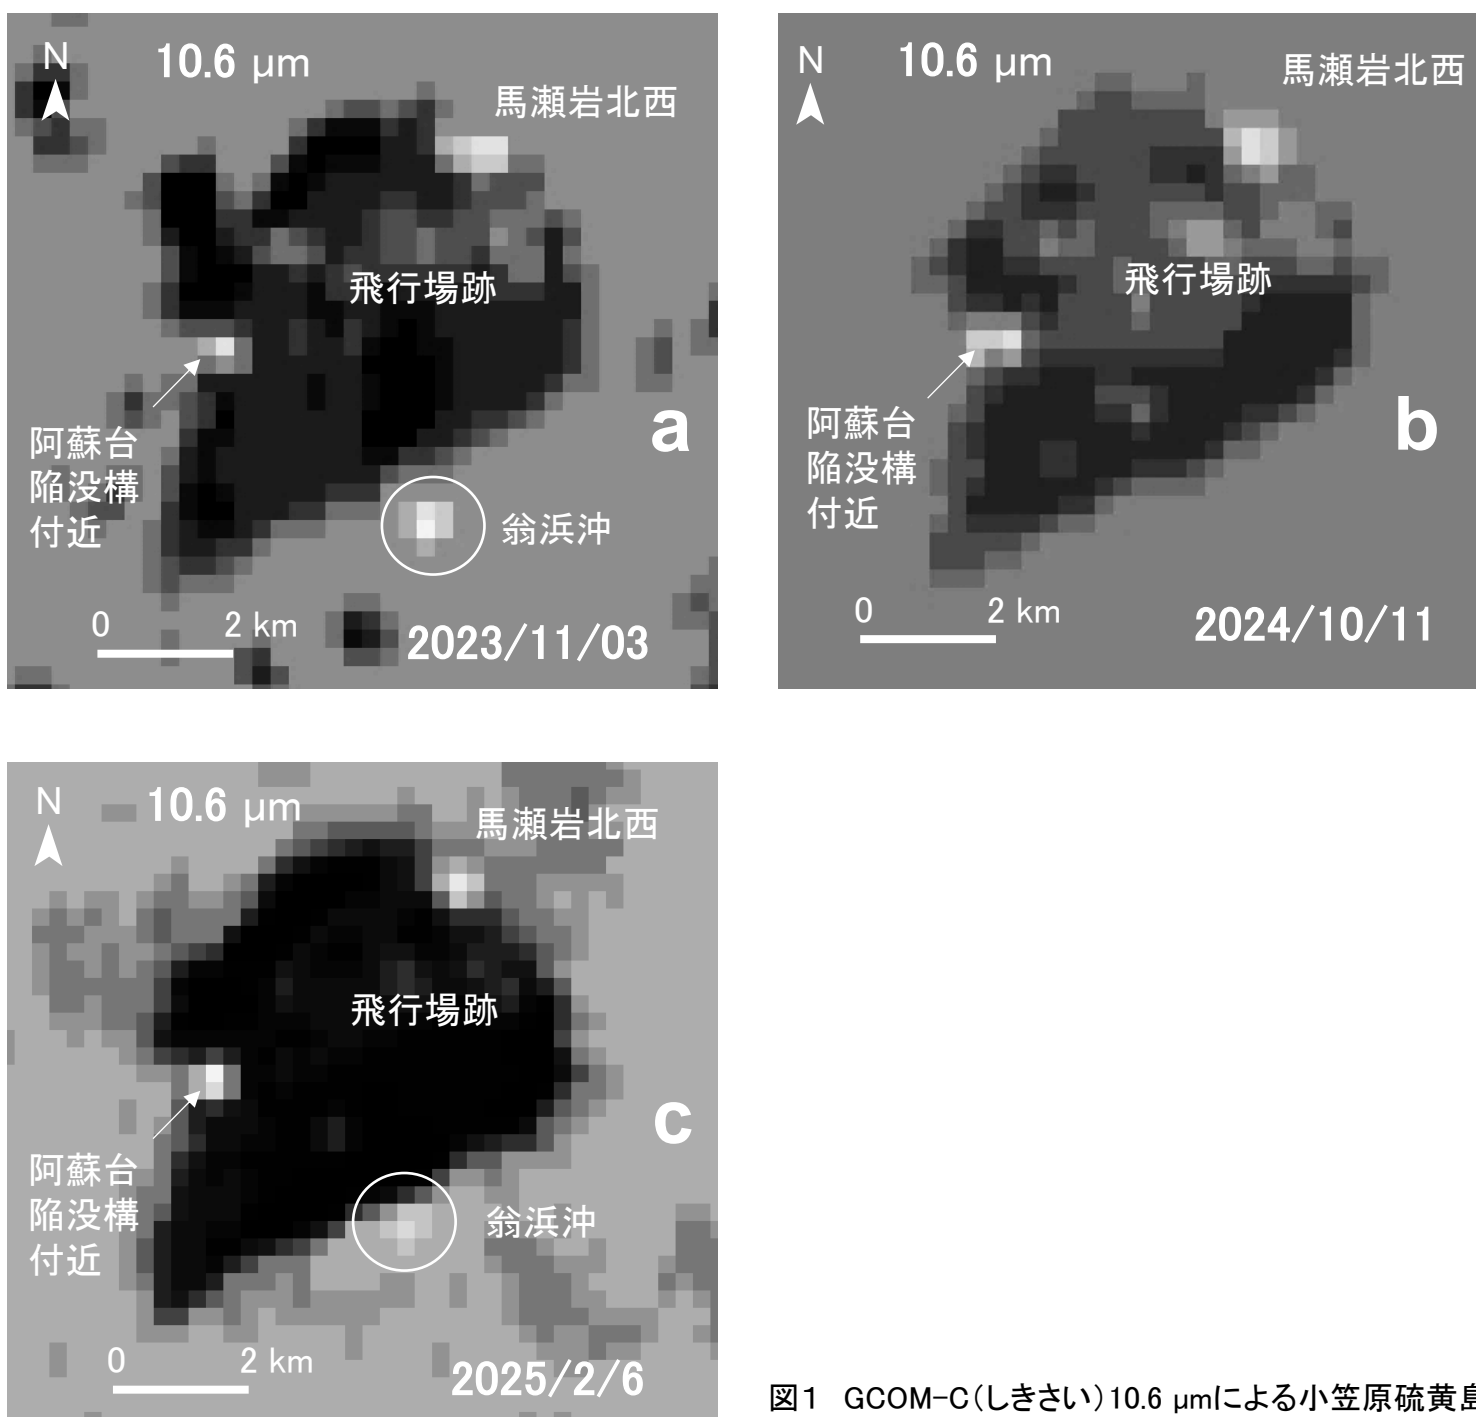 N
10.6 μm
馬瀬岩北西
飛行場跡
阿蘇台
陥没構
付近
a
翁浜沖
0
2 km
2023/11/03
N
10.6 μm
馬瀬岩北西
飛行場跡
阿蘇台
陥没構
付近
b
0
2 km
2024/10/11
N
10.6 μm
馬瀬岩北西
飛行場跡
阿蘇台
陥没構
付近
c
翁浜沖
0
2 km
2025/2/6
図1 GCOM-C(しきさい)10.6 μmによる小笠原硫黄島